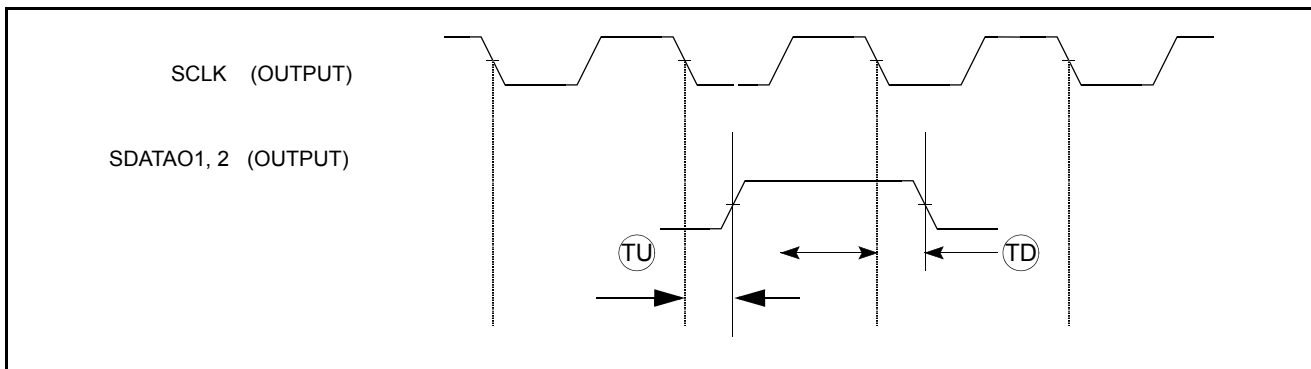 SCLK (OUTPUT)
SDATAO1, 2 (OUTPUT)
TU
TD